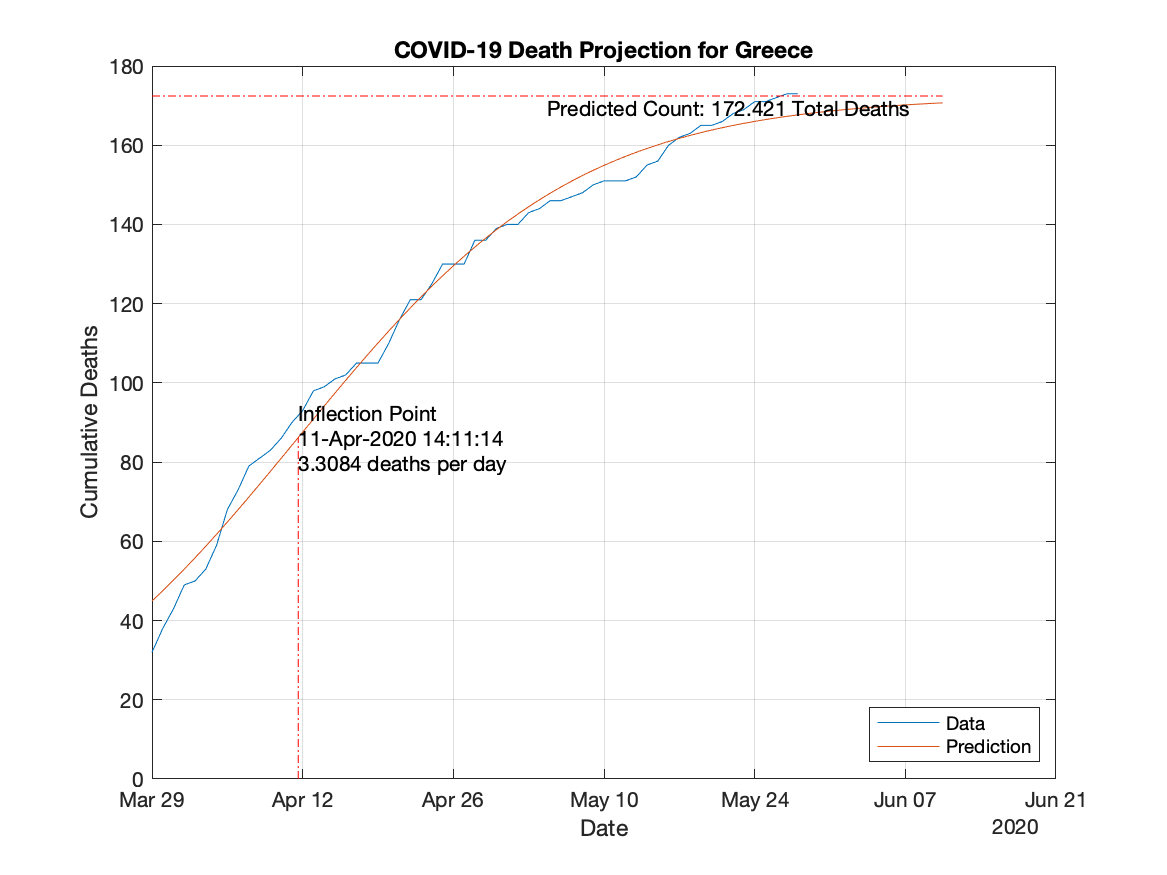 COVID-19 Death Projection for Greece
180
160
140
120
100
80
60
40
20
0
Cumulative Deaths
Predicted Count: 172.421 Total Deaths
Inflection Point
11-Apr-2020 14:11:14
3.3084 deaths per day
Data
Prediction
Mar 29 Apr 12 Apr 26 May 10 May 24 Jun 07 Jun 21
Date
2020